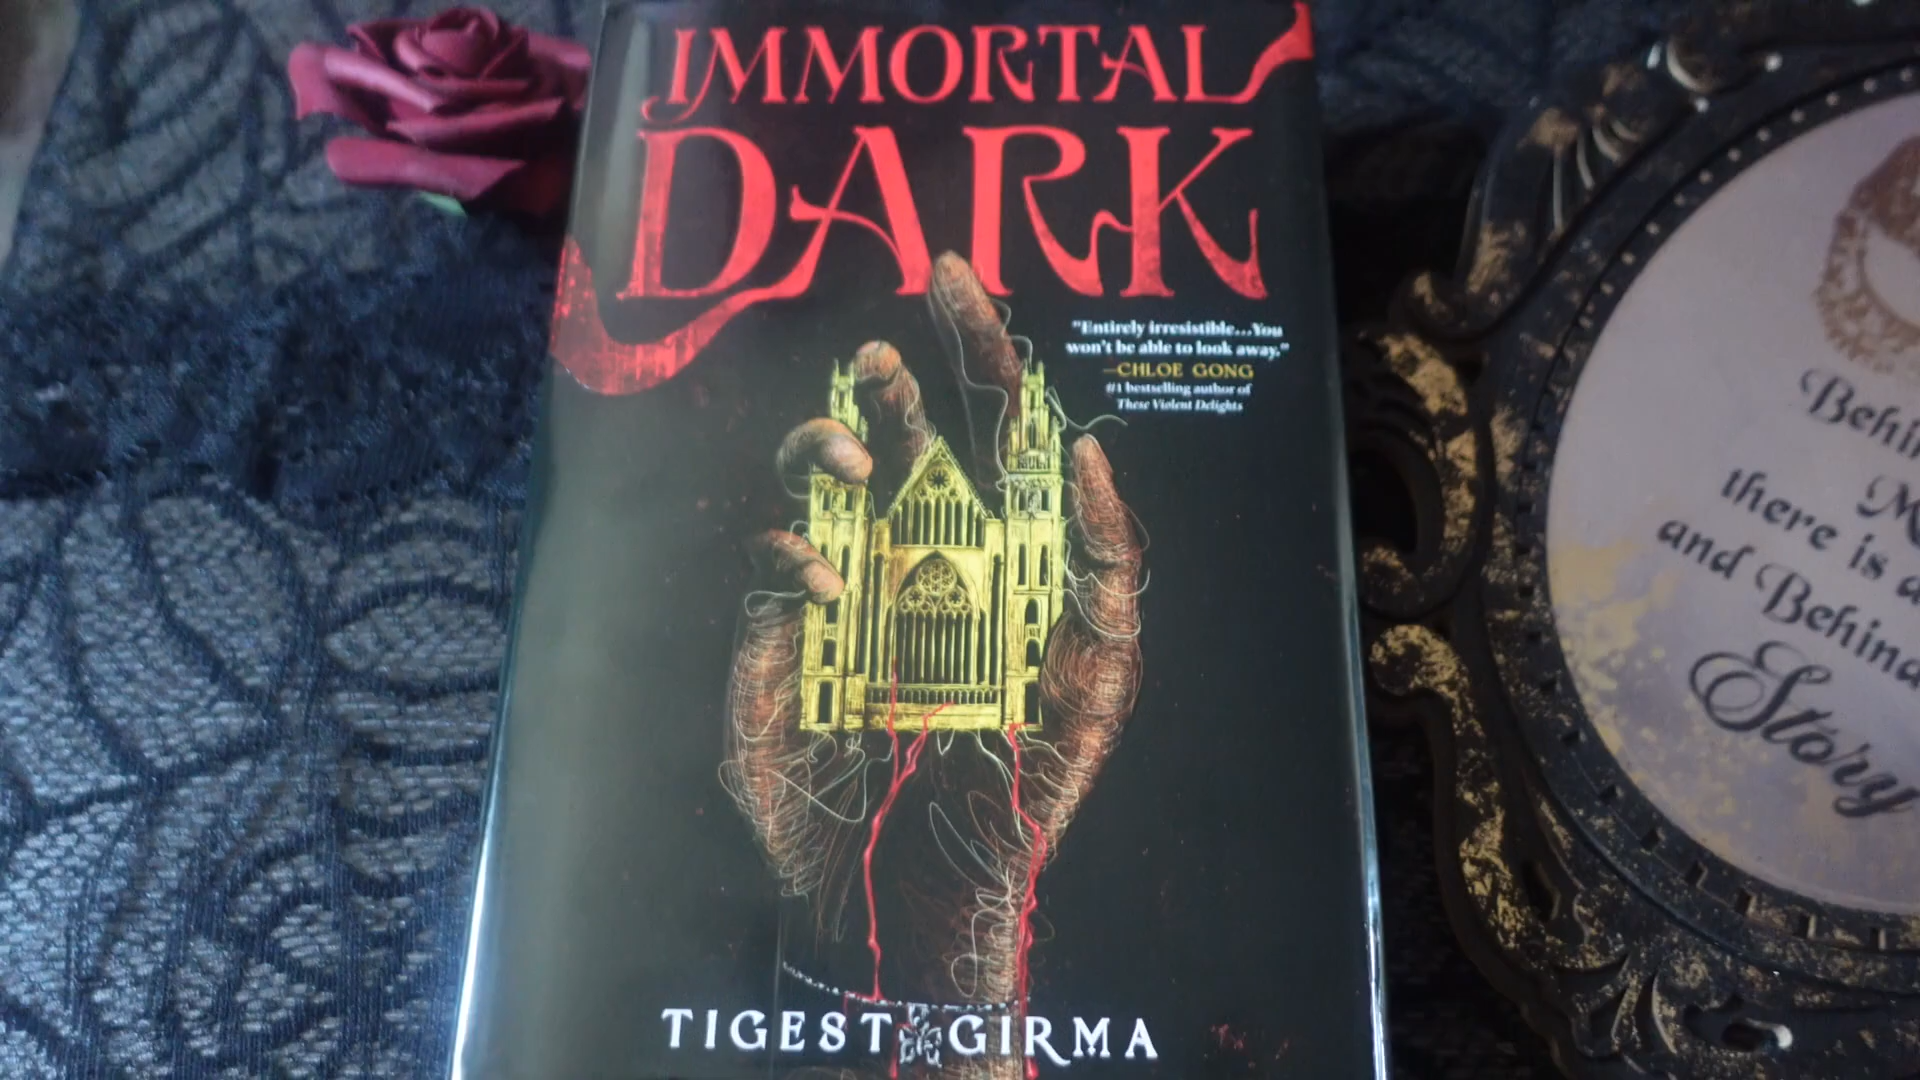 IMMORTAL
DARK
"Entirely irresistible...You
won't be able to look away."
—CHLOE GONG
#1 bestselling author of
These Violent Delights
TIGEST GIRMA
there is a
and Behind
Story